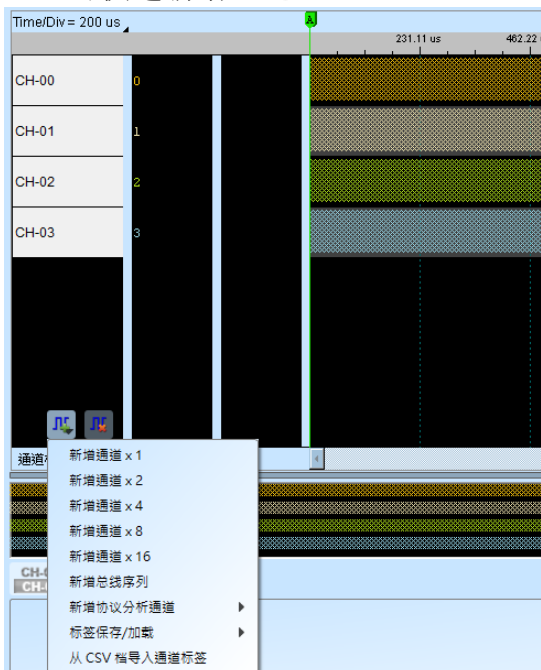 Time/Div = 200 us
A
231.11 us
462.22
CH-00
0
CH-01
1
CH-02
2
CH-03
3
通道
新增通道 x 1
新增通道 x 2
新增通道 x 4
新增通道 x 8
新增通道 x 16
新增总线序列
新增协议分析通道
标签保存/加载
从 CSV 档导入通道标签